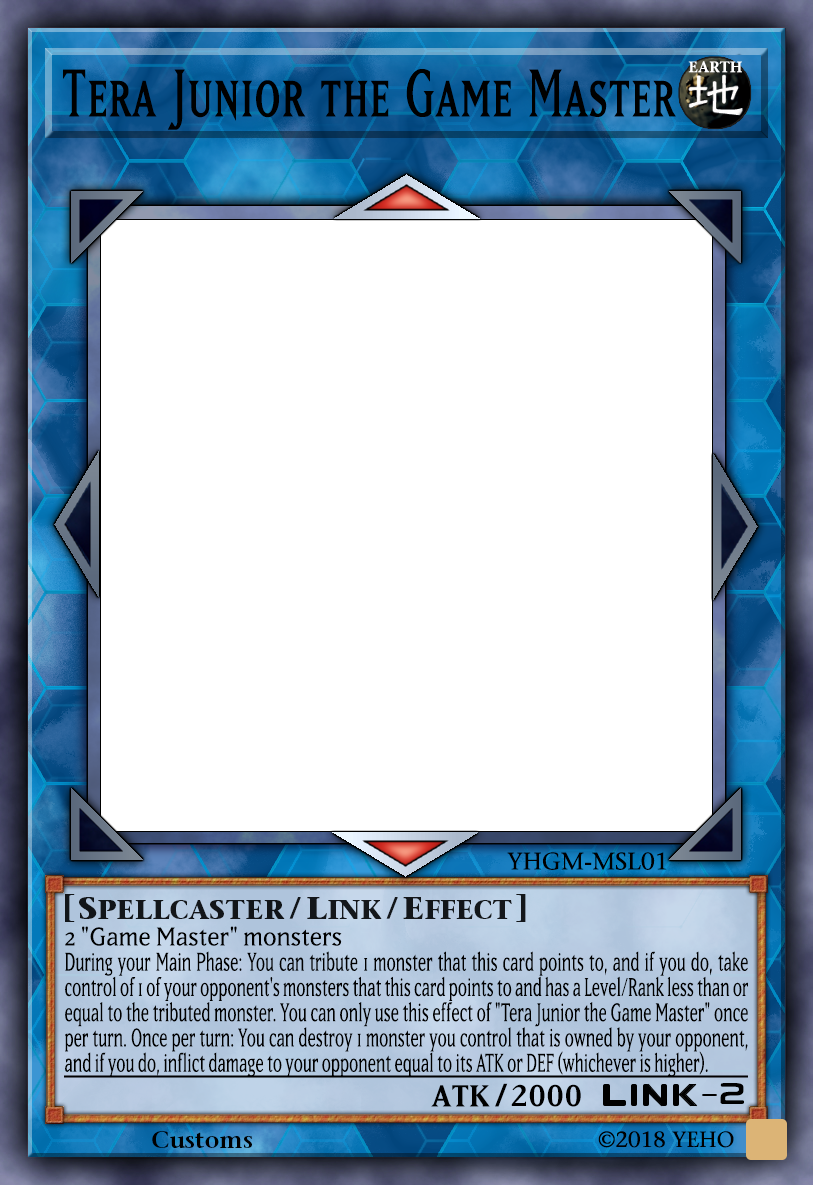 Tera Junior the Game Master
EARTH
地
YHGM-MSL01
[Spellcaster/Link/Effect]
2 "Game Master" monsters
During your Main Phase: You can tribute 1 monster that this card points to, and if you do, take
control of 1 of your opponent's monsters that this card points to and has a Level/Rank less than or
equal to the tributed monster. You can only use this effect of "Tera Junior the Game Master" once
per turn. Once per turn: You can destroy 1 monster you control that is owned by your opponent,
and if you do, inflict damage to your opponent equal to its ATK or DEF (whichever is higher).
ATK/2000 LINK-2
Customs ©2018 YEHO